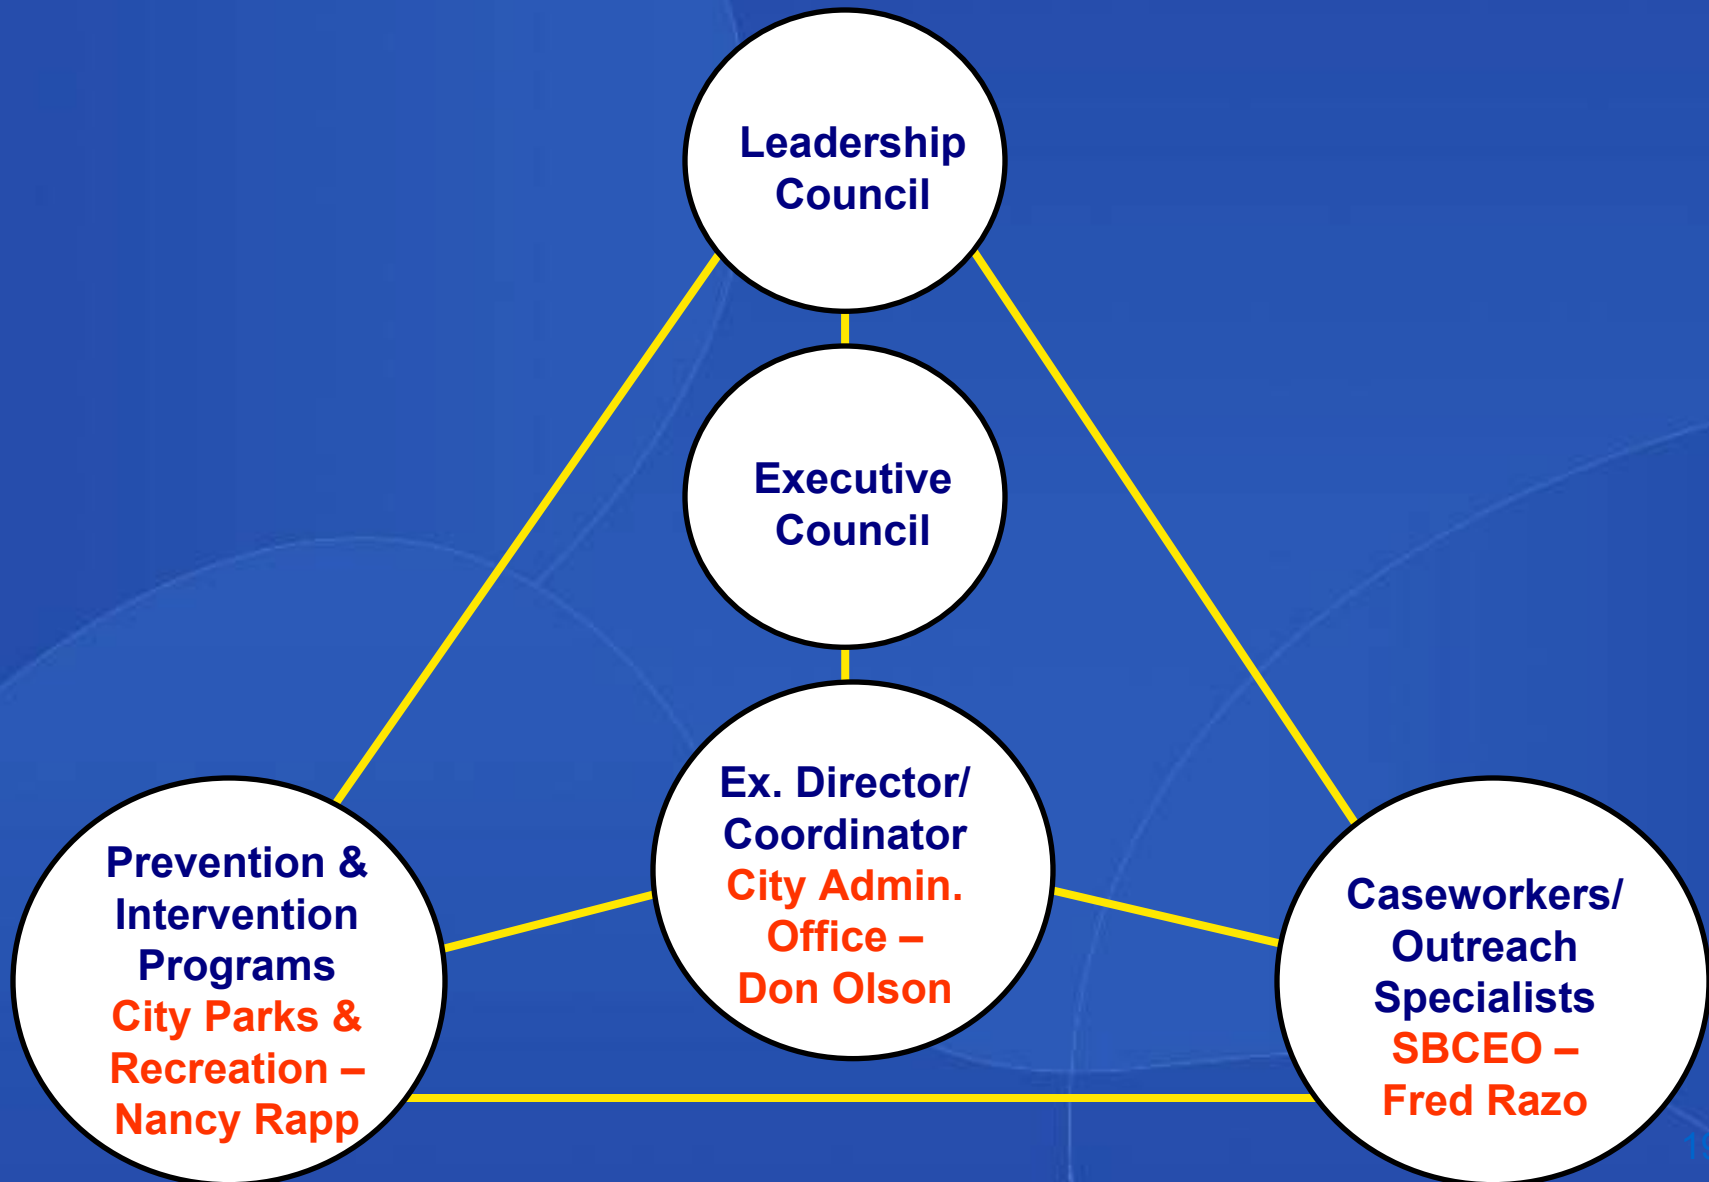 Leadership
Council
Executive
Council
Ex. Director/
Coordinator
City Admin.
Office –
Don Olson
Prevention &
Intervention
Programs
City Parks &
Recreation –
Nancy Rapp
Caseworkers/
Outreach
Specialists
SBCEO –
Fred Razo